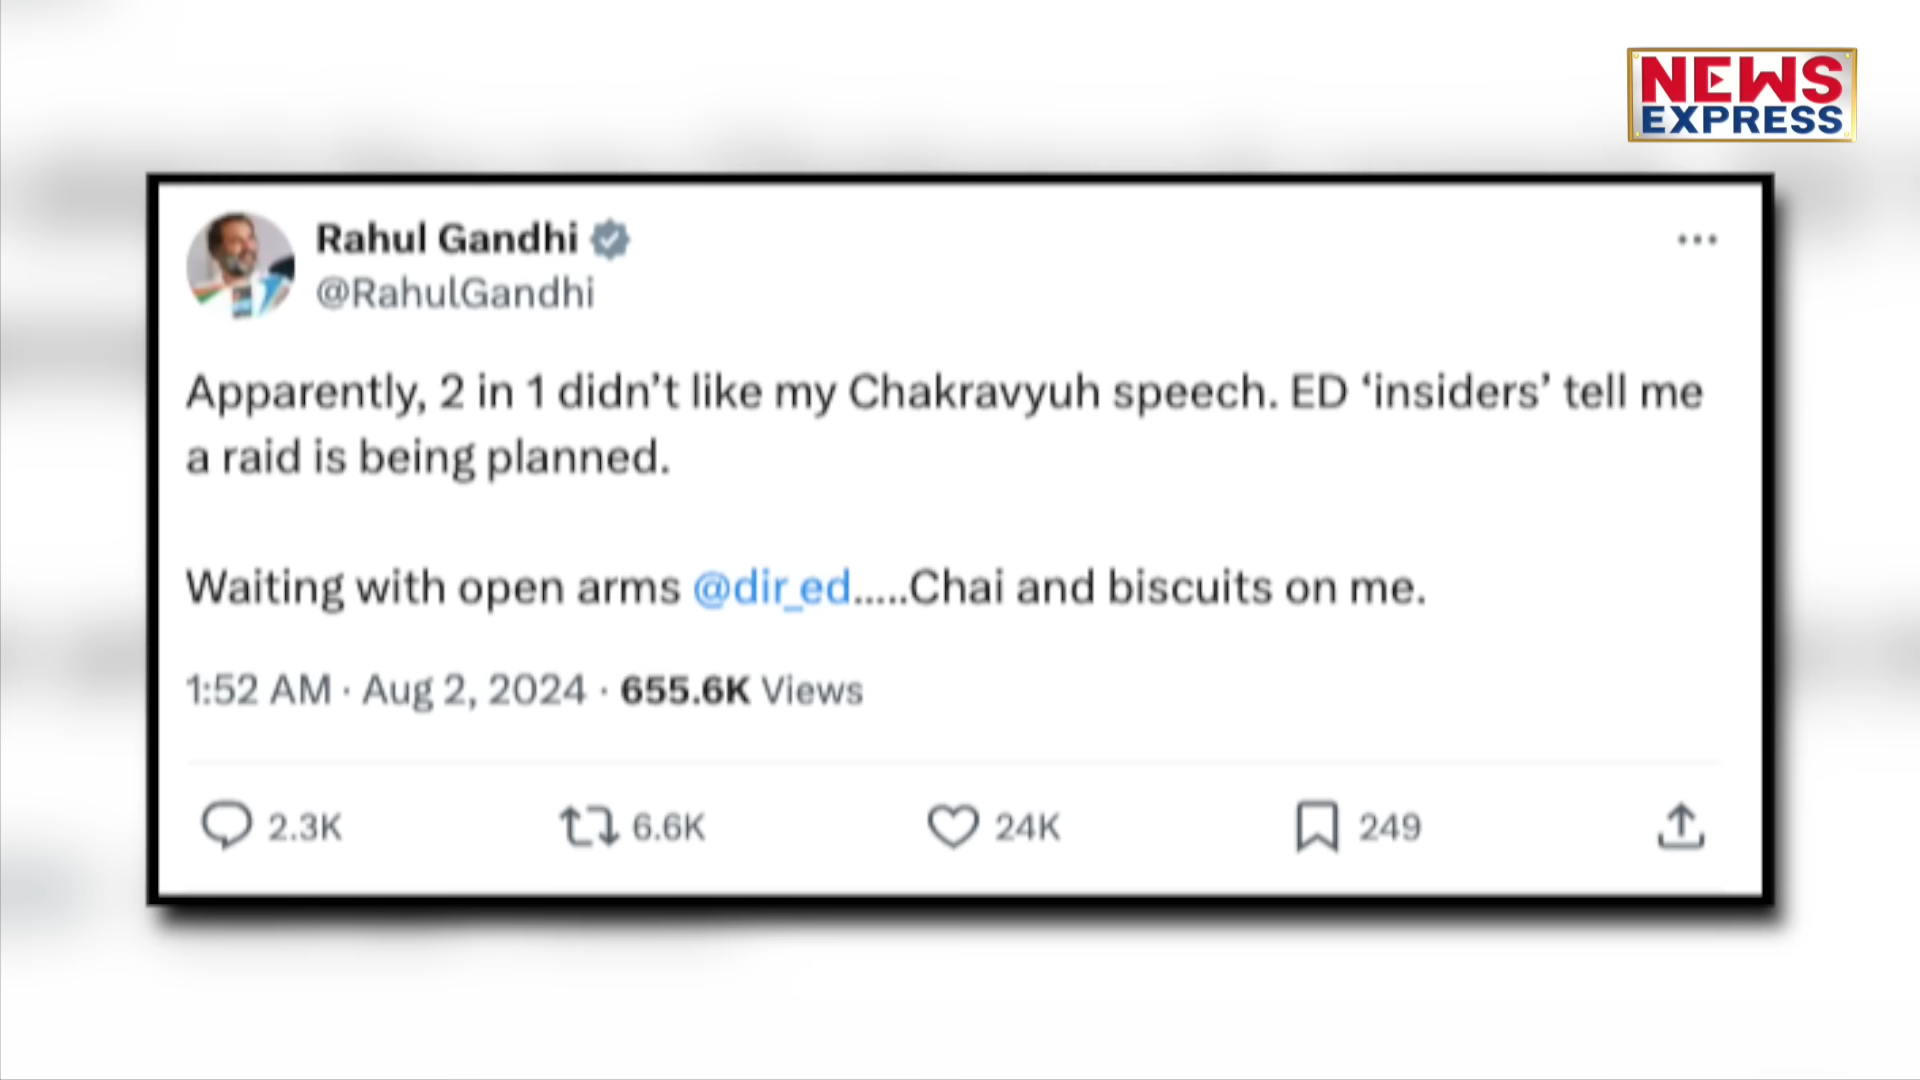 NEWS
EXPRESS
Rahul Gandhi
@RahulGandhi
Apparently, 2 in 1 didn’t like my Chakravyuh speech. ED ‘insiders’ tell me
a raid is being planned.
Waiting with open arms @dir_ed.....Chai and biscuits on me.
1:52 AM · Aug 2, 2024 · 655.6K Views
2.3K 6.6K 24K 249